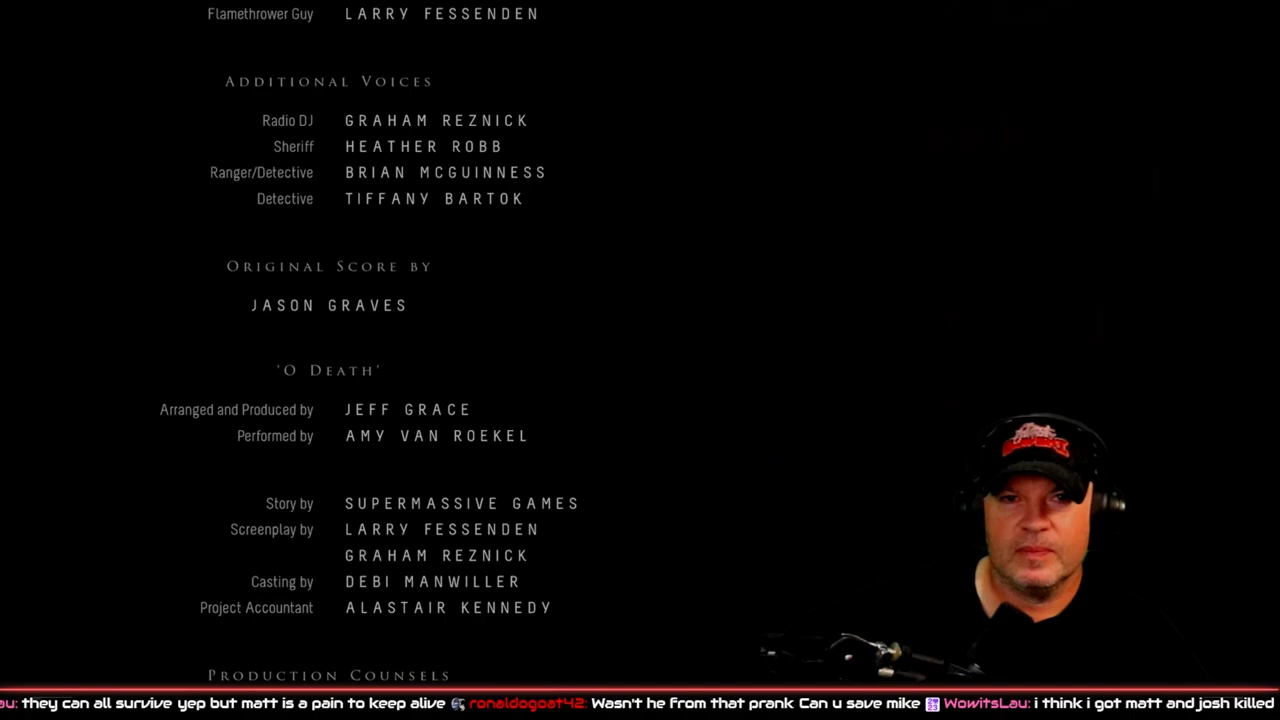 Flamethrower Guy LARRY FESSENDEN
ADDITIONAL VOICES
Radio DJ GRAHAM REZNICK
Sheriff HEATHER ROBB
Ranger/Detective BRIAN MCGUINNESS
Detective TIFFANY BARTOK
ORIGINAL SCORE BY
JASON GRAVES
'O DEATH'
Arranged and Produced by JEFF GRACE
Performed by AMY VAN ROEKEL
Story by SUPERMASSIVE GAMES
Screenplay by LARRY FESSENDEN
GRAHAM REZNICK
Casting by DEBI MANWILLER
Project Accountant ALASTAIR KENNEDY
PRODUCTION COUNSELS
au: they can all survive yep but matt is a pain to keep alive ronaldogoat42: Wasn't he from that prank Can u save mike WowitsLau: i think i got matt and josh killed